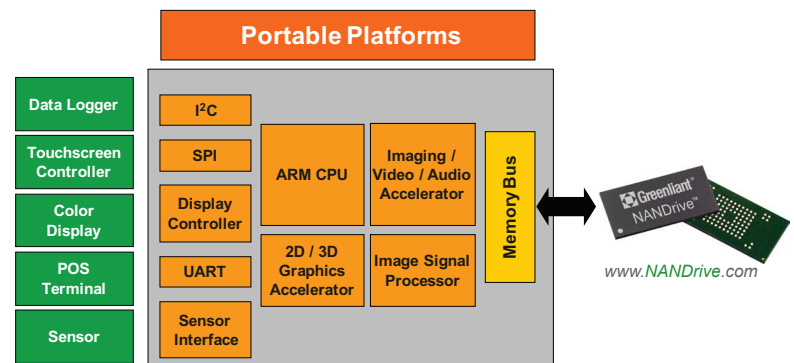 Portable Platforms
Data Logger
Touchscreen
Controller
Color
Display
POS
Terminal
Sensor
I²C
SPI
Display
Controller
UART
Sensor
Interface
ARM CPU
2D / 3D
Graphics
Accelerator
Imaging /
Video / Audio
Accelerator
Image Signal
Processor
Memory Bus
Greenliant
NANDrive™
www.NANDrive.com